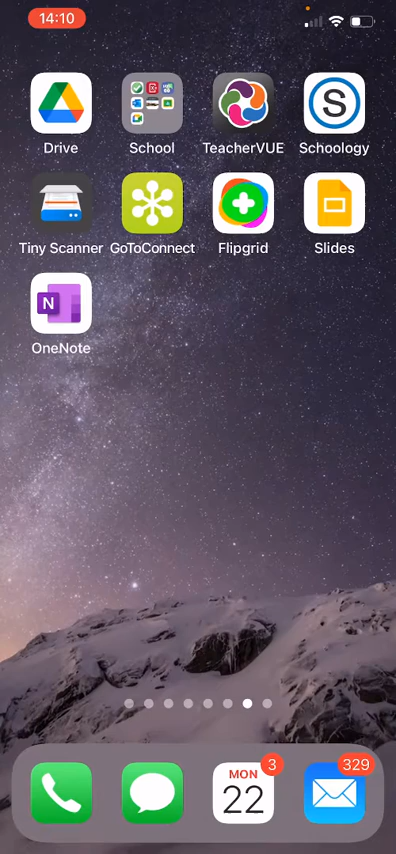 14:10
Drive
School
TeacherVUE
S
Schoology
Tiny Scanner
GoToConnect
Flipgrid
Slides
N
OneNote
MON
22
3
329